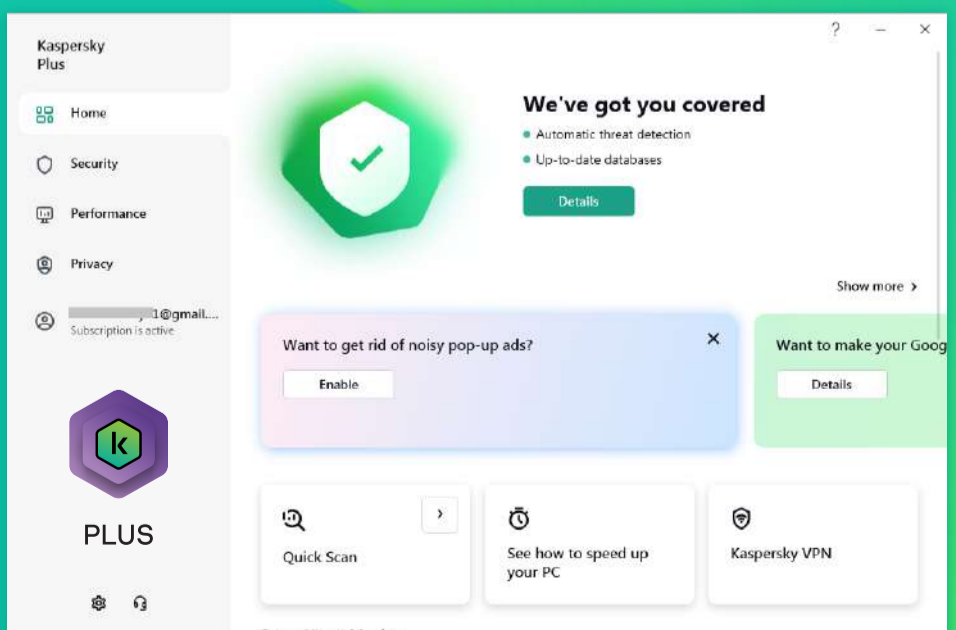 Kaspersky
Plus
Home
Security
Performance
Privacy
1@gmail....
Subscription is active
k
PLUS
?
We've got you covered
Automatic threat detection
Up-to-date databases
Details
Show more >
Want to get rid of noisy pop-up ads?
Enable
Want to make your Goog
Details
Quick Scan
See how to speed up
your PC
Kaspersky VPN